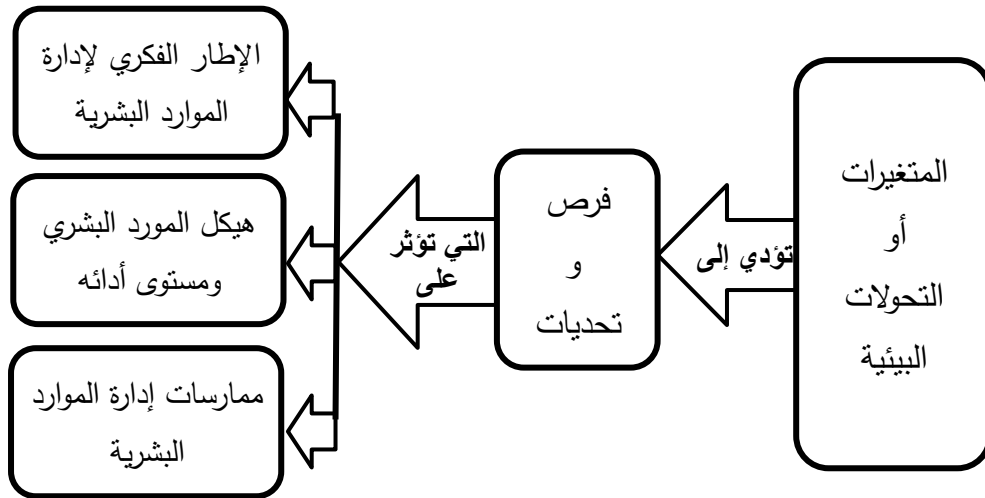 المتغيرات
أو
التحولات
البيئية
تؤدي إلى
فرص
و
تحديات
التي تؤثر
على
الإطار الفكري لإدارة
الموارد البشرية
هيكل المورد البشري
ومستوى أدائه
ممارسات إدارة الموارد
البشرية